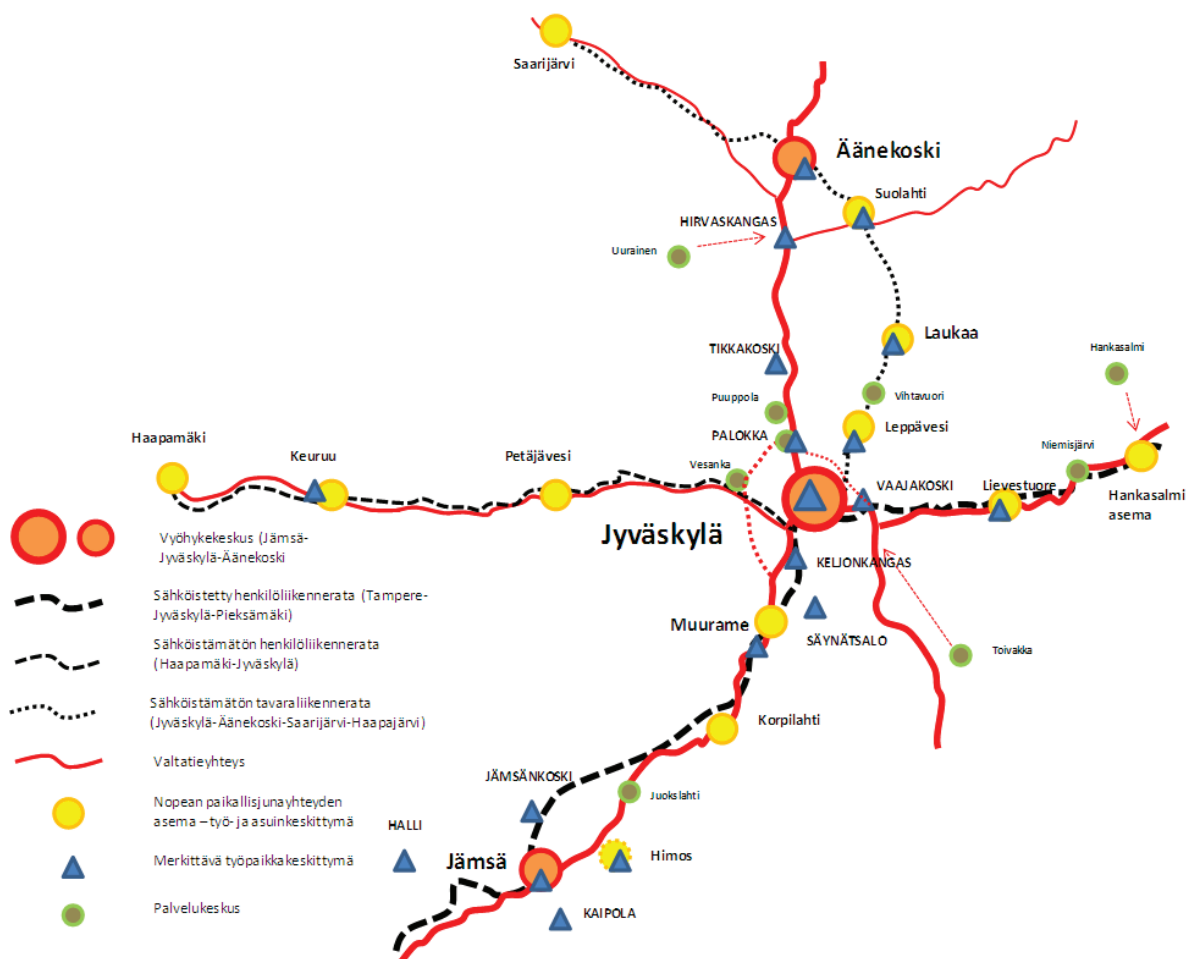 Saarijärvi
Äänekoski
Suolahti
HIRVASKANGAS
Uurainen
Laukaa
TIKKAKOSKI
Hankasalmi
Puuppola
Vihtavuori
PALOKKA
Leppävesi
Haapamäki
Keuruu
Petäjävesi
Vesanka
Niemisjärvi
VAAJAKOSKI
Lievestuore
Hankasalmi
asema
Jyväskylä
KELJONKANGAS
Muurame
SÄYNÄTSALO
Toivakka
Korpilahti
JÄMSÄNKOSKI
Juokslahti
HALLI
Jämsä
Himos
KAIPOLA
Vyöhykekeskus (Jämsä-
Jyväskylä-Äänekoski
Sähköistetty henkilöliikennerata (Tampere-
Jyväskylä-Pieksämäki)
Sähköistämätön henkilöliikennerata
(Haapamäki-Jyväskylä)
Sähköistämätön tavaraliikennerata
(Jyväskylä-Äänekoski-Saarijärvi-Haapajärvi)
Valtatieyhteys
Nopean paikallisjunayhteyden
asema – työ- ja asuinkeskittymä
Merkittävä työpaikkakeskittymä
Palvelukeskus